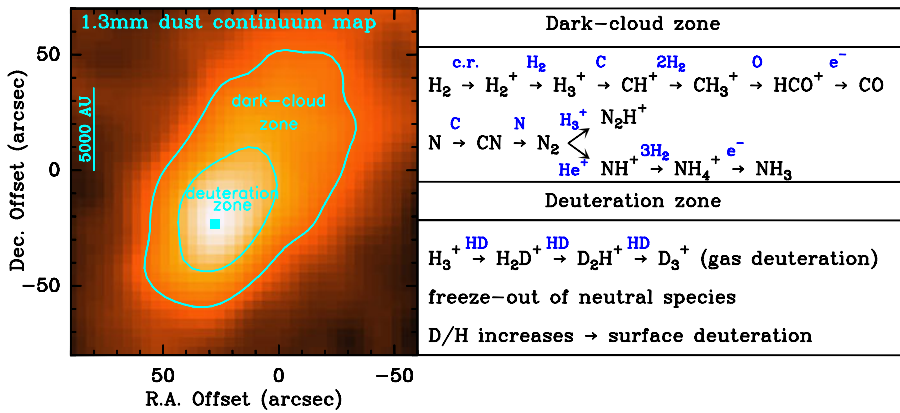 1.3mm dust continuum map
dark-cloud
zone
deuteration
zone
5000 AU
50
0
−50
Dec. Offset (arcsec)
50
0
−50
R.A. Offset (arcsec)
Dark-cloud zone
c.r. H₂ C 2H₂ O e⁻
H₂ → H₂⁺ → H₃⁺ → CH⁺ → CH₃⁺ → HCO⁺ → CO
C N H₃⁺ N₂H⁺
N → CN → N₂
He⁺ NH⁺ → NH₄⁺ → NH₃
3H₂ e⁻
Deuteration zone
HD HD HD
H₃⁺ → H₂D⁺ → D₂H⁺ → D₃⁺ (gas deuteration)
freeze-out of neutral species
D/H increases → surface deuteration